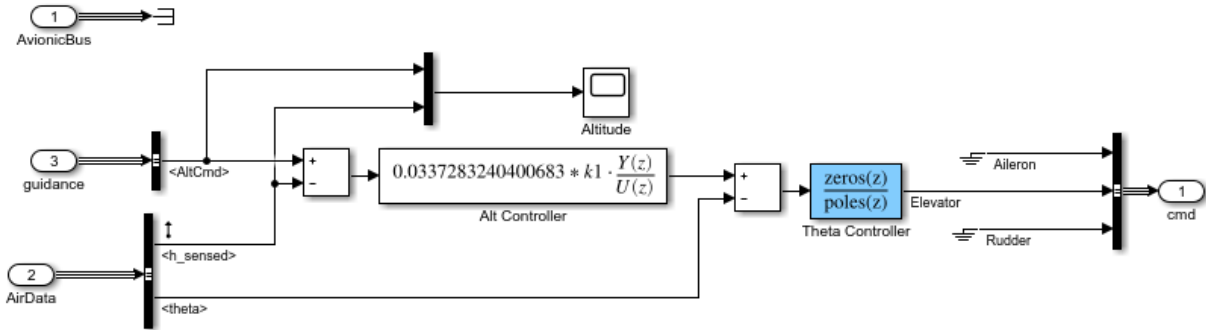 1
AvionicBus
Altitude
3
guidance
<AltCmd>
+
−
0.0337283240400683 * k1 · Y(z)
U(z)
Alt Controller
+
−
zeros(z)
poles(z)
Theta Controller
Aileron
Elevator
Rudder
1
cmd
<h_sensed>
2
AirData
<theta>